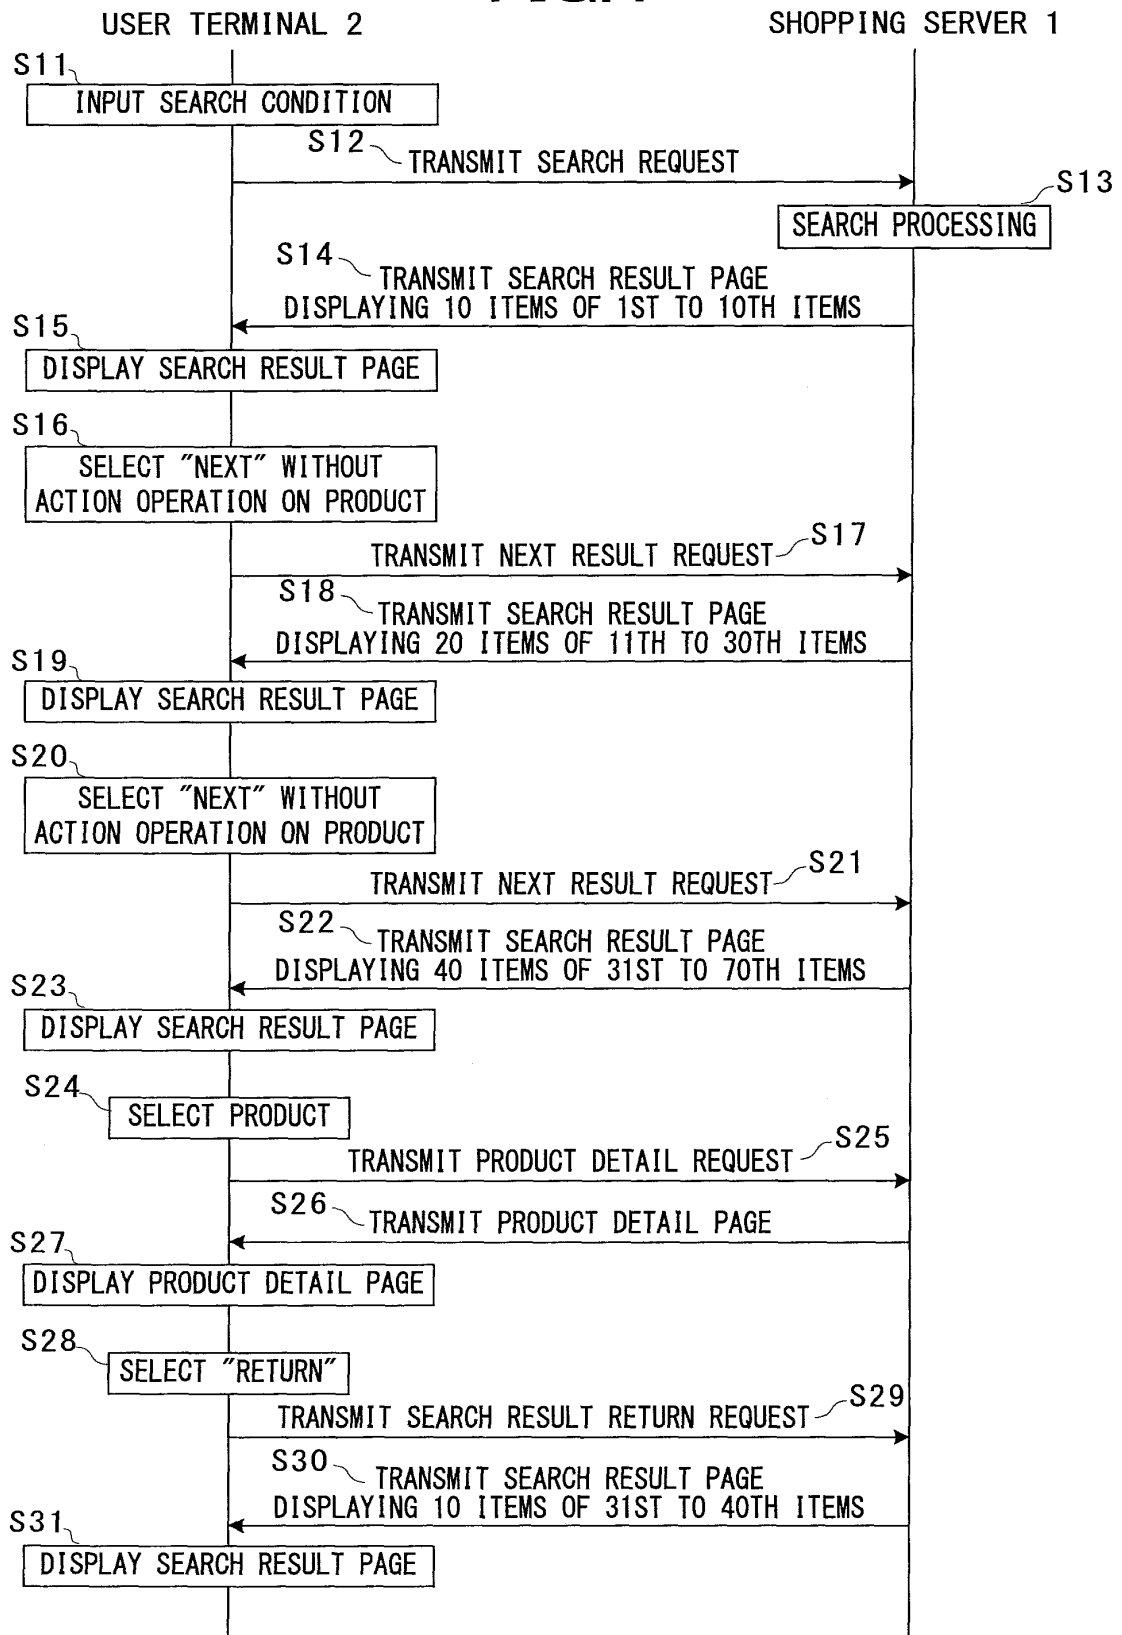 USER TERMINAL 2
SHOPPING SERVER 1
S11
INPUT SEARCH CONDITION
S12
TRANSMIT SEARCH REQUEST
S13
SEARCH PROCESSING
S14
TRANSMIT SEARCH RESULT PAGE
DISPLAYING 10 ITEMS OF 1ST TO 10TH ITEMS
S15
DISPLAY SEARCH RESULT PAGE
S16
SELECT "NEXT" WITHOUT
ACTION OPERATION ON PRODUCT
S17
TRANSMIT NEXT RESULT REQUEST
S18
TRANSMIT SEARCH RESULT PAGE
DISPLAYING 20 ITEMS OF 11TH TO 30TH ITEMS
S19
DISPLAY SEARCH RESULT PAGE
S20
SELECT "NEXT" WITHOUT
ACTION OPERATION ON PRODUCT
S21
TRANSMIT NEXT RESULT REQUEST
S22
TRANSMIT SEARCH RESULT PAGE
DISPLAYING 40 ITEMS OF 31ST TO 70TH ITEMS
S23
DISPLAY SEARCH RESULT PAGE
S24
SELECT PRODUCT
S25
TRANSMIT PRODUCT DETAIL REQUEST
S26
TRANSMIT PRODUCT DETAIL PAGE
S27
DISPLAY PRODUCT DETAIL PAGE
S28
SELECT "RETURN"
S29
TRANSMIT SEARCH RESULT RETURN REQUEST
S30
TRANSMIT SEARCH RESULT PAGE
DISPLAYING 10 ITEMS OF 31ST TO 40TH ITEMS
S31
DISPLAY SEARCH RESULT PAGE